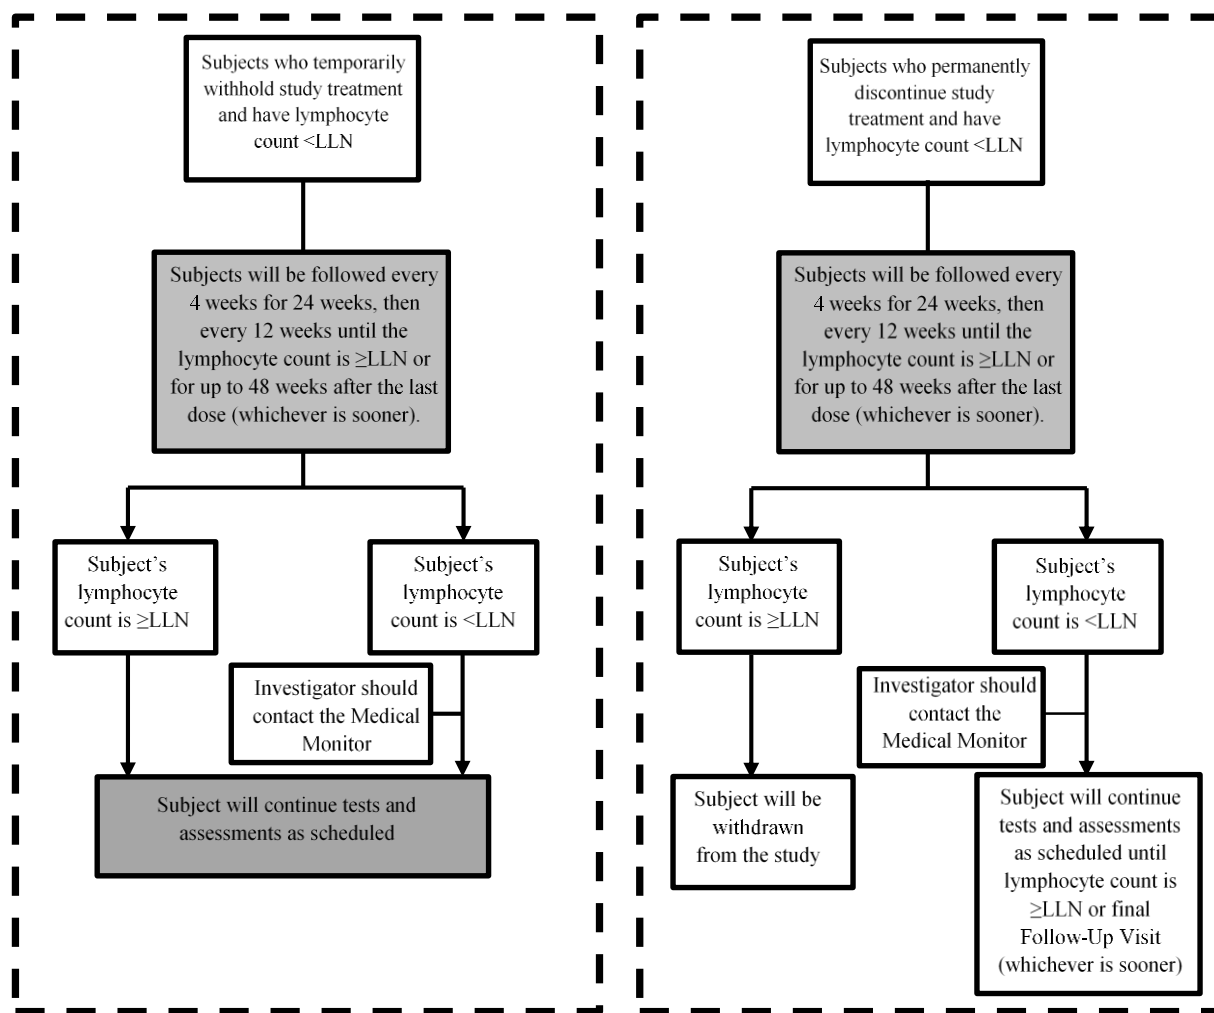 Subjects who temporarily
withhold study treatment
and have lymphocyte
count <LLN
Subjects will be followed every
4 weeks for 24 weeks, then
every 12 weeks until the
lymphocyte count is ≥LLN or
for up to 48 weeks after the last
dose (whichever is sooner).
Subject's
lymphocyte
count is ≥LLN
Subject's
lymphocyte
count is <LLN
Investigator should
contact the Medical
Monitor
Subject will continue tests and
assessments as scheduled
Subjects who permanently
discontinue study
treatment and have
lymphocyte count <LLN
Subjects will be followed every
4 weeks for 24 weeks, then
every 12 weeks until the
lymphocyte count is ≥LLN or
for up to 48 weeks after the last
dose (whichever is sooner).
Subject's
lymphocyte
count is ≥LLN
Subject's
lymphocyte
count is <LLN
Investigator should
contact the
Medical Monitor
Subject will be
withdrawn
from the study
Subject will continue
tests and assessments
as scheduled until
lymphocyte count is
≥LLN or final
Follow-Up Visit
(whichever is sooner)